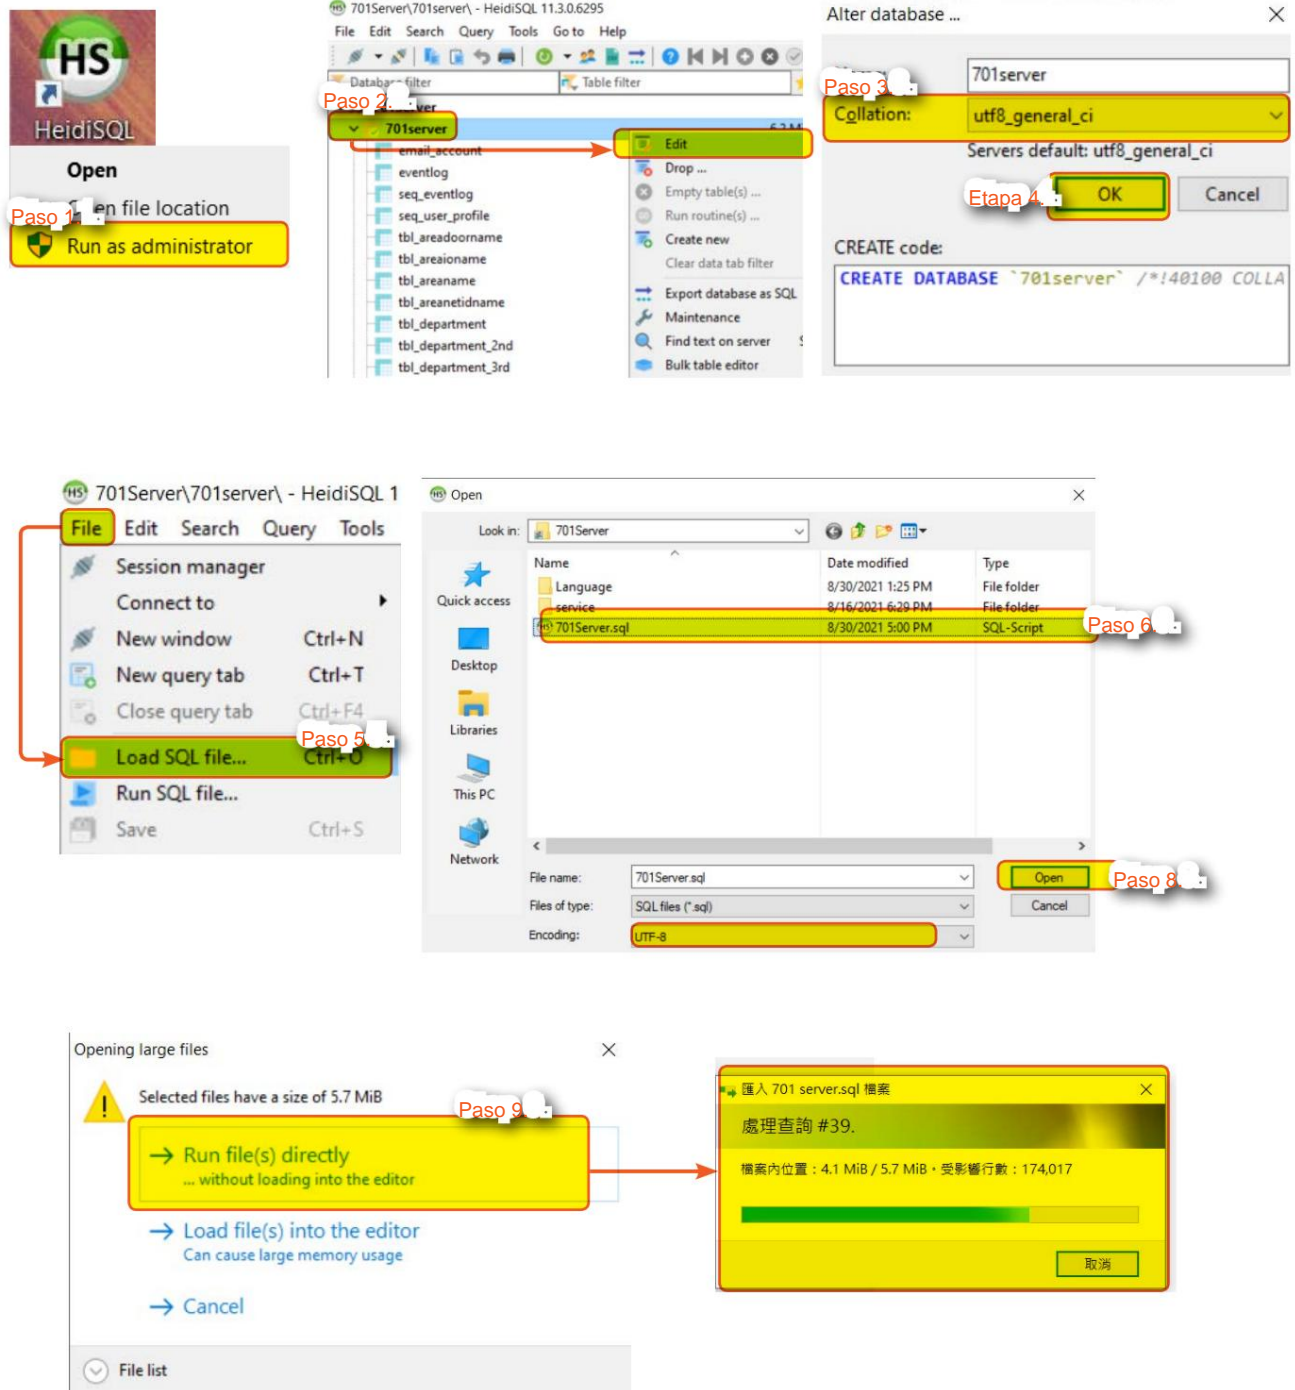 HS
HeidiSQL
Open
Open file location
Paso 1.
Run as administrator
701Server\701server\ - HeidiSQL 11.3.0.6295
File Edit Search Query Tools Go to Help
Database filter
Table filter
Paso 2.
701server
email_account
eventlog
seq_eventlog
seq_user_profile
tbl_areadoorname
tbl_areaioname
tbl_areaname
tbl_areanetidname
tbl_department
tbl_department_2nd
tbl_department_3rd
Edit
Drop ...
Empty table(s) ...
Run routine(s) ...
Create new
Clear data tab filter
Export database as SQL
Maintenance
Find text on server
Bulk table editor
Alter database ...
701server
Paso 3.
Collation: utf8_general_ci
Servers default: utf8_general_ci
Etapa 4.
OK
Cancel
CREATE code:
CREATE DATABASE `701server` /*!40100 COLLA
701Server\701server\ - HeidiSQL 1
File Edit Search Query Tools
Session manager
Connect to
New window Ctrl+N
New query tab Ctrl+T
Close query tab Ctrl+F4
Paso 5.
Load SQL file... Ctrl+O
Run SQL file...
Save Ctrl+S
Open
Look in: 701Server
Name Date modified Type
Language 8/30/2021 1:25 PM File folder
service 8/16/2021 6:29 PM File folder
701Server.sql 8/30/2021 5:00 PM SQL-Script
Paso 6.
Quick access
Desktop
Libraries
This PC
Network
File name: 701Server.sql
Open
Paso 8.
Files of type: SQL files (*.sql)
Cancel
Encoding: UTF-8
Opening large files
Selected files have a size of 5.7 MiB
Paso 9.
Run file(s) directly
... without loading into the editor
Load file(s) into the editor
Can cause large memory usage
Cancel
File list
匯入 701 server.sql 檔案
處理查詢 #39.
檔案內位置：4.1 MiB / 5.7 MiB，受影響行數：174,017
取消